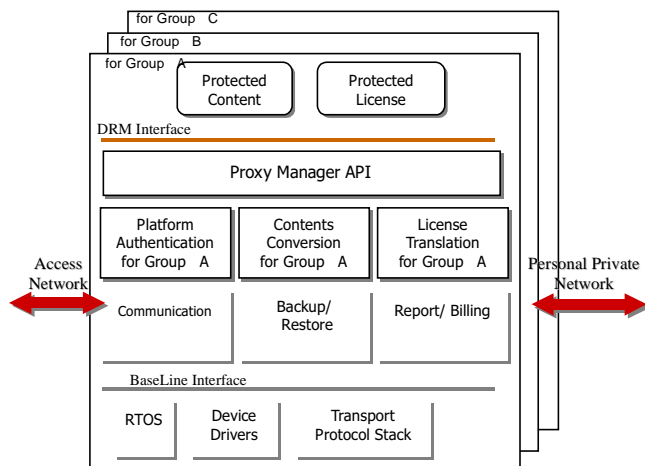 for Group C
for Group B
for Group A
Protected
Content
Protected
License
DRM Interface
Proxy Manager API
Platform
Authentication
for Group A
Contents
Conversion
for Group A
License
Translation
for Group A
Access
Network
Personal Private
Network
Communication
Backup/
Restore
Report/ Billing
BaseLine Interface
RTOS
Device
Drivers
Transport
Protocol Stack